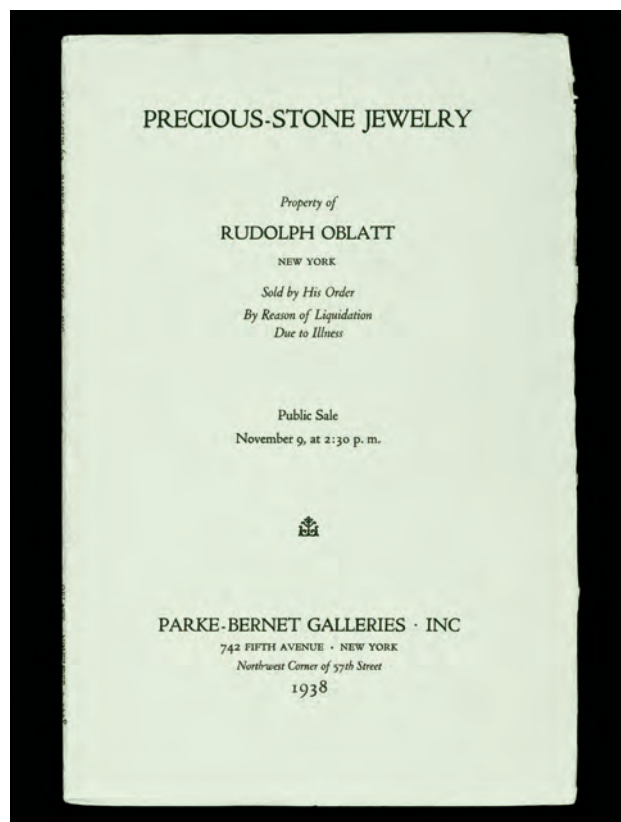 PRECIOUS-STONE JEWELRY
Property of
RUDOLPH OBLATT
NEW YORK
Sold by His Order
By Reason of Liquidation
Due to Illness
Public Sale
November 9, at 2:30 p. m.
PARKE-BERNET GALLERIES · INC
742 FIFTH AVENUE · NEW YORK
Northwest Corner of 57th Street
1938